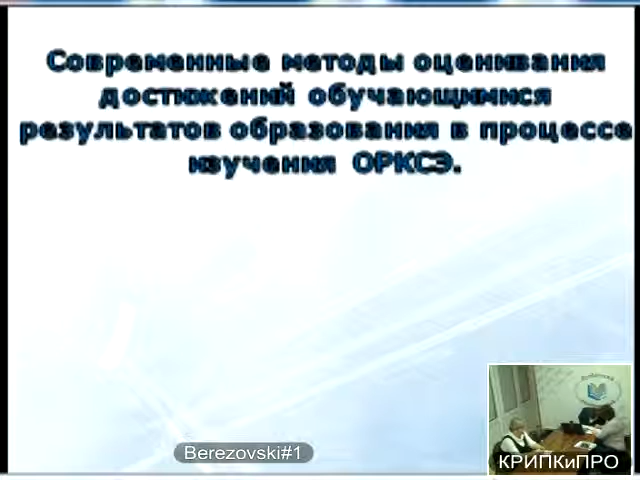 Современные методы оценивания
достижений обучающимися
результатов образования в процессе
изучения ОРКСЭ.
Berezovski#1
КРИПКиПРО